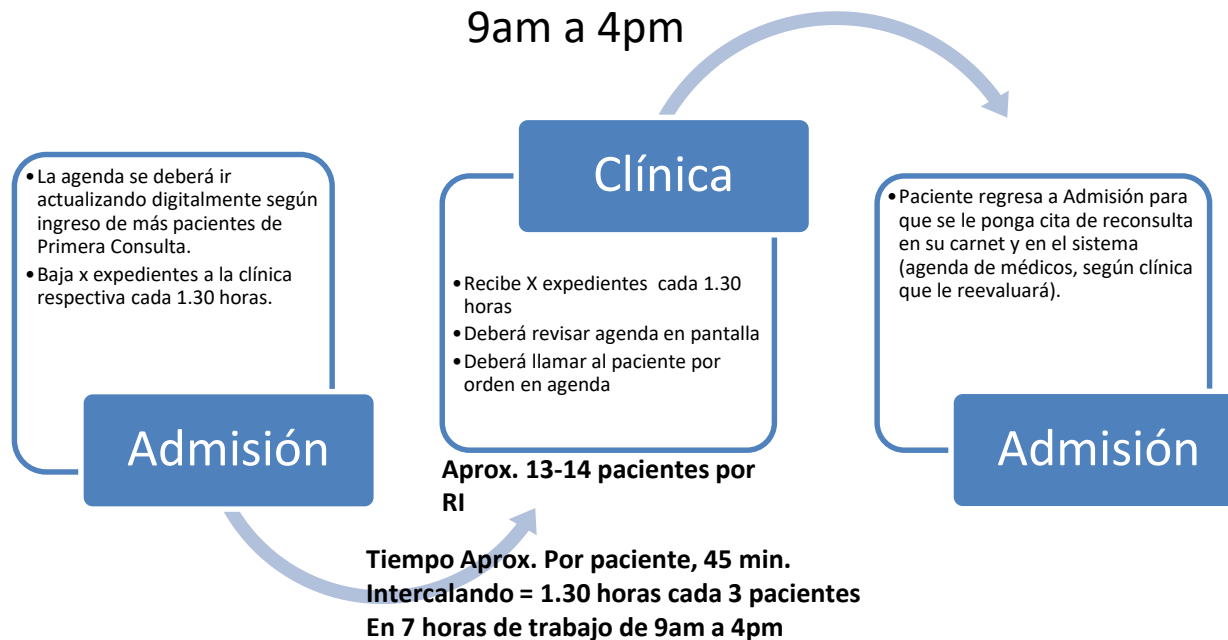 9am a 4pm
•La agenda se deberá ir
actualizando digitalmente según
ingreso de más pacientes de
Primera Consulta.
•Baja x expedientes a la clínica
respectiva cada 1.30 horas.
Admisión
Clínica
•Recibe X expedientes cada 1.30
horas
•Deberá revisar agenda en pantalla
•Deberá llamar al paciente por
orden en agenda
Aprox. 13-14 pacientes por
RI
Tiempo Aprox. Por paciente, 45 min.
Intercalando = 1.30 horas cada 3 pacientes
En 7 horas de trabajo de 9am a 4pm
•Paciente regresa a Admisión para
que se le ponga cita de reconsulta
en su carnet y en el sistema
(agenda de médicos, según clínica
que le reevaluará).
Admisión